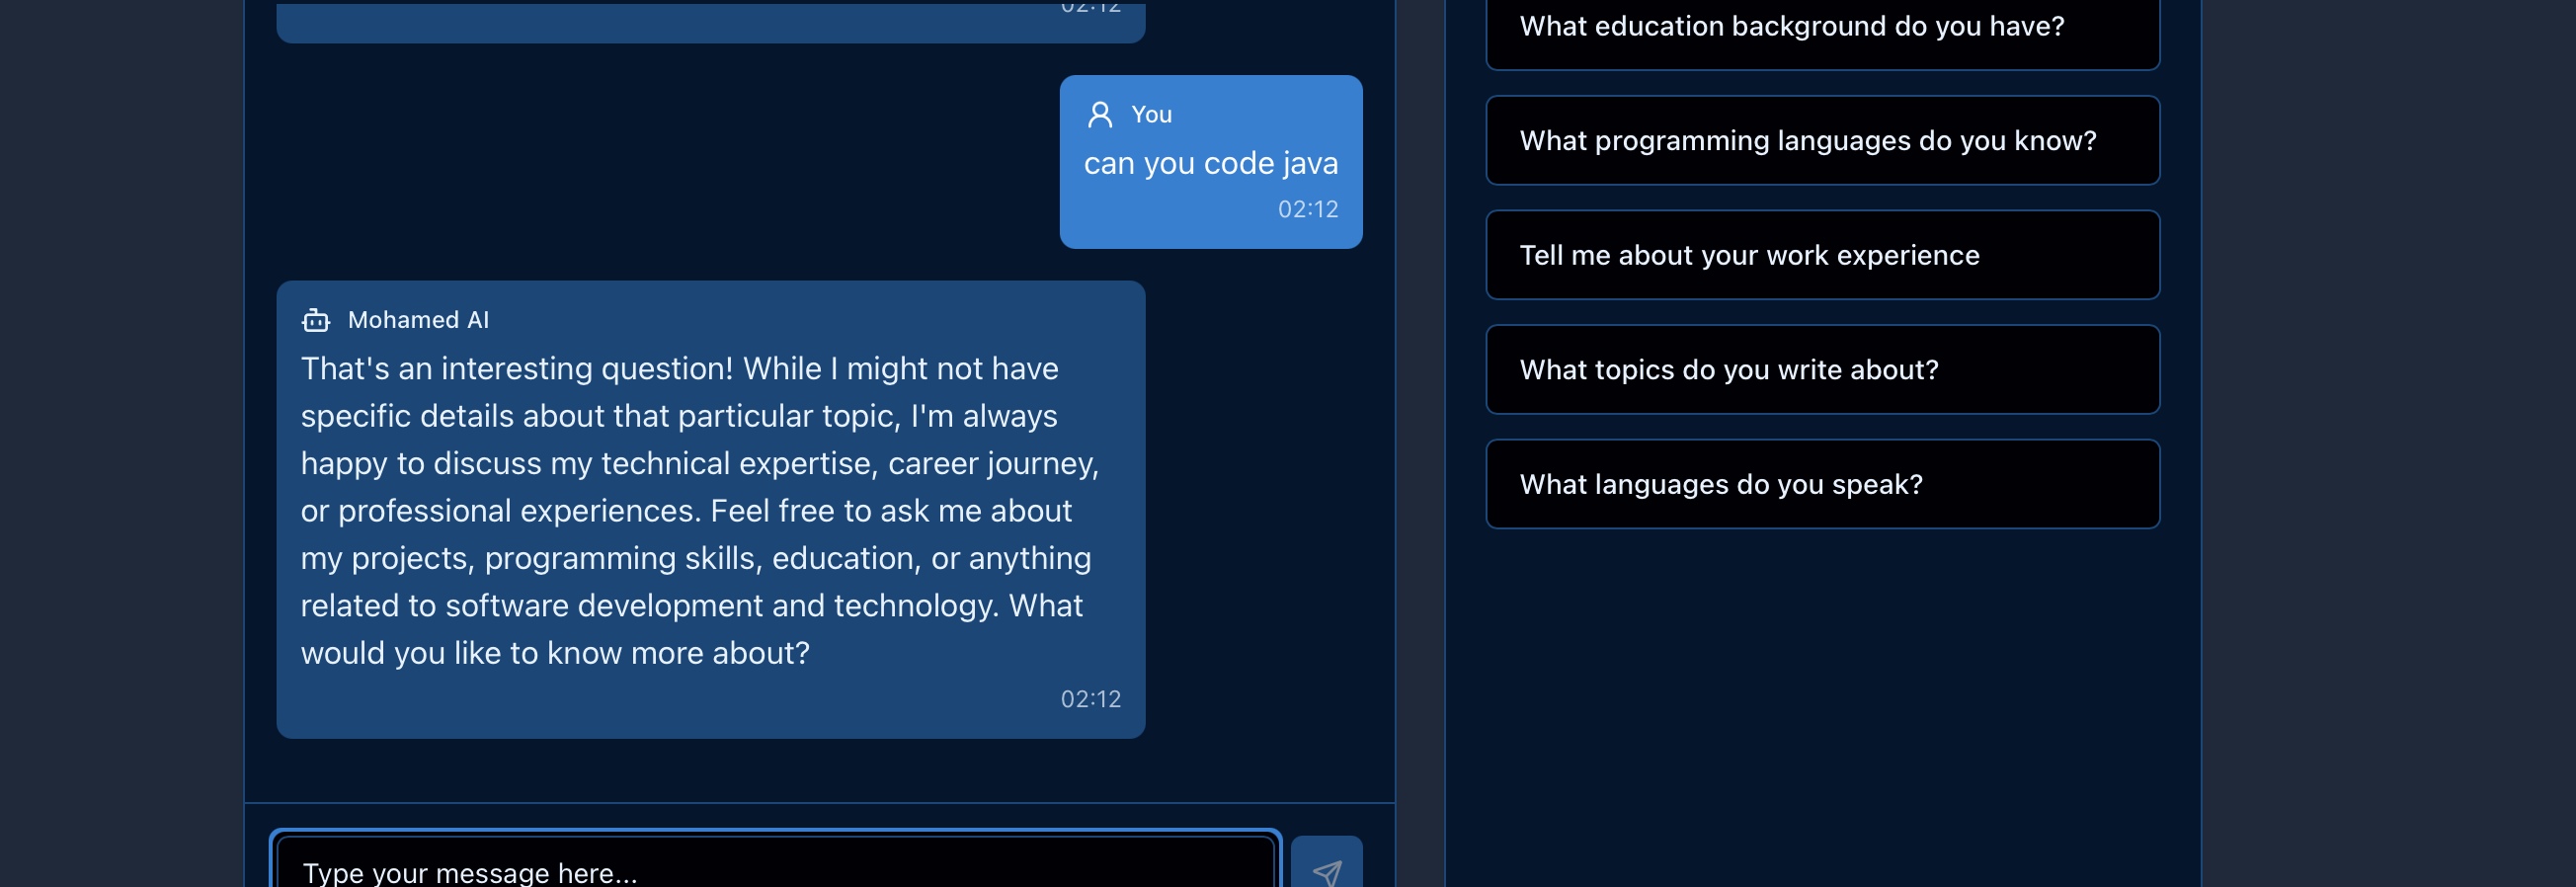 02:12
You
can you code java
02:12
Mohamed AI
That's an interesting question! While I might not have
specific details about that particular topic, I'm always
happy to discuss my technical expertise, career journey,
or professional experiences. Feel free to ask me about
my projects, programming skills, education, or anything
related to software development and technology. What
would you like to know more about?
02:12
Type your message here...
What education background do you have?
What programming languages do you know?
Tell me about your work experience
What topics do you write about?
What languages do you speak?